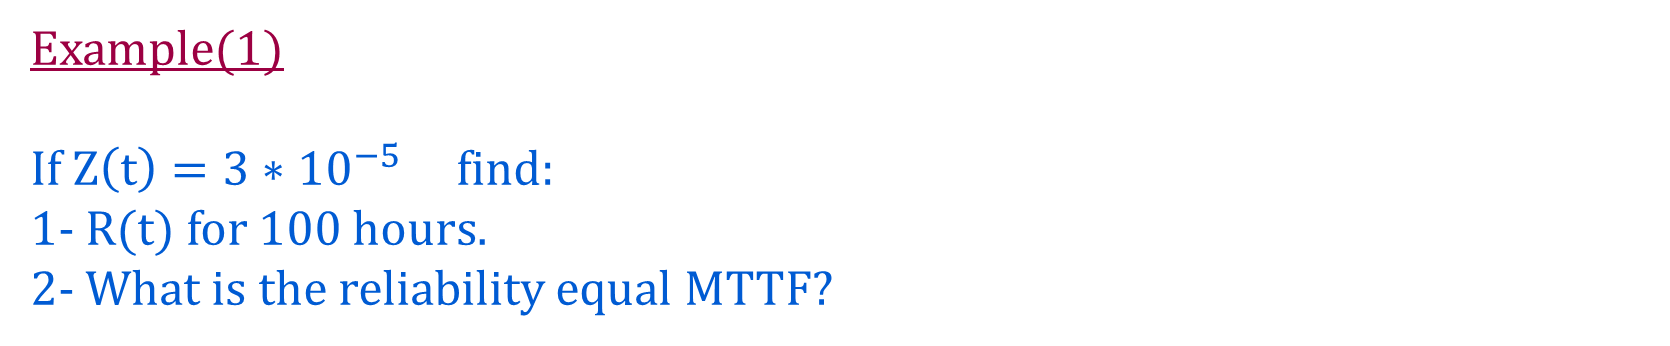 Example(1)
If Z(t) = 3 ∗ 10⁻⁵ find:
1- R(t) for 100 hours.
2- What is the reliability equal MTTF?